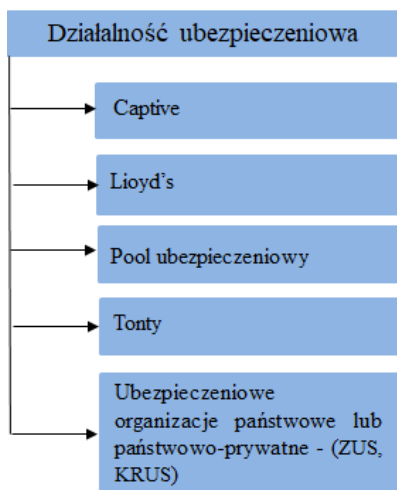 Działalność ubezpieczeniowa
Captive
Lioyd's
Pool ubezpieczeniowy
Tonty
Ubezpieczeniowe
organizacje państwowe lub
państwowo-prywatne - (ZUS,
KRUS)